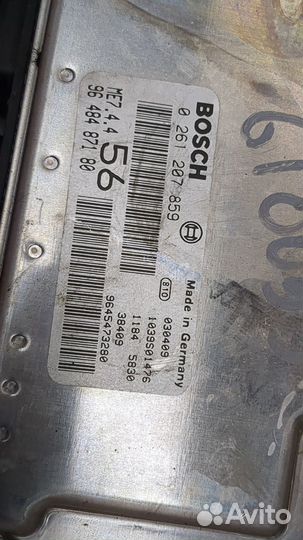 BOSCH
0 261 207 859
ME7.4.4
56
96 484 871 80
Made in Germany
BTO
030409
1039S01476
1184 5830
38409
9645473280
Avito